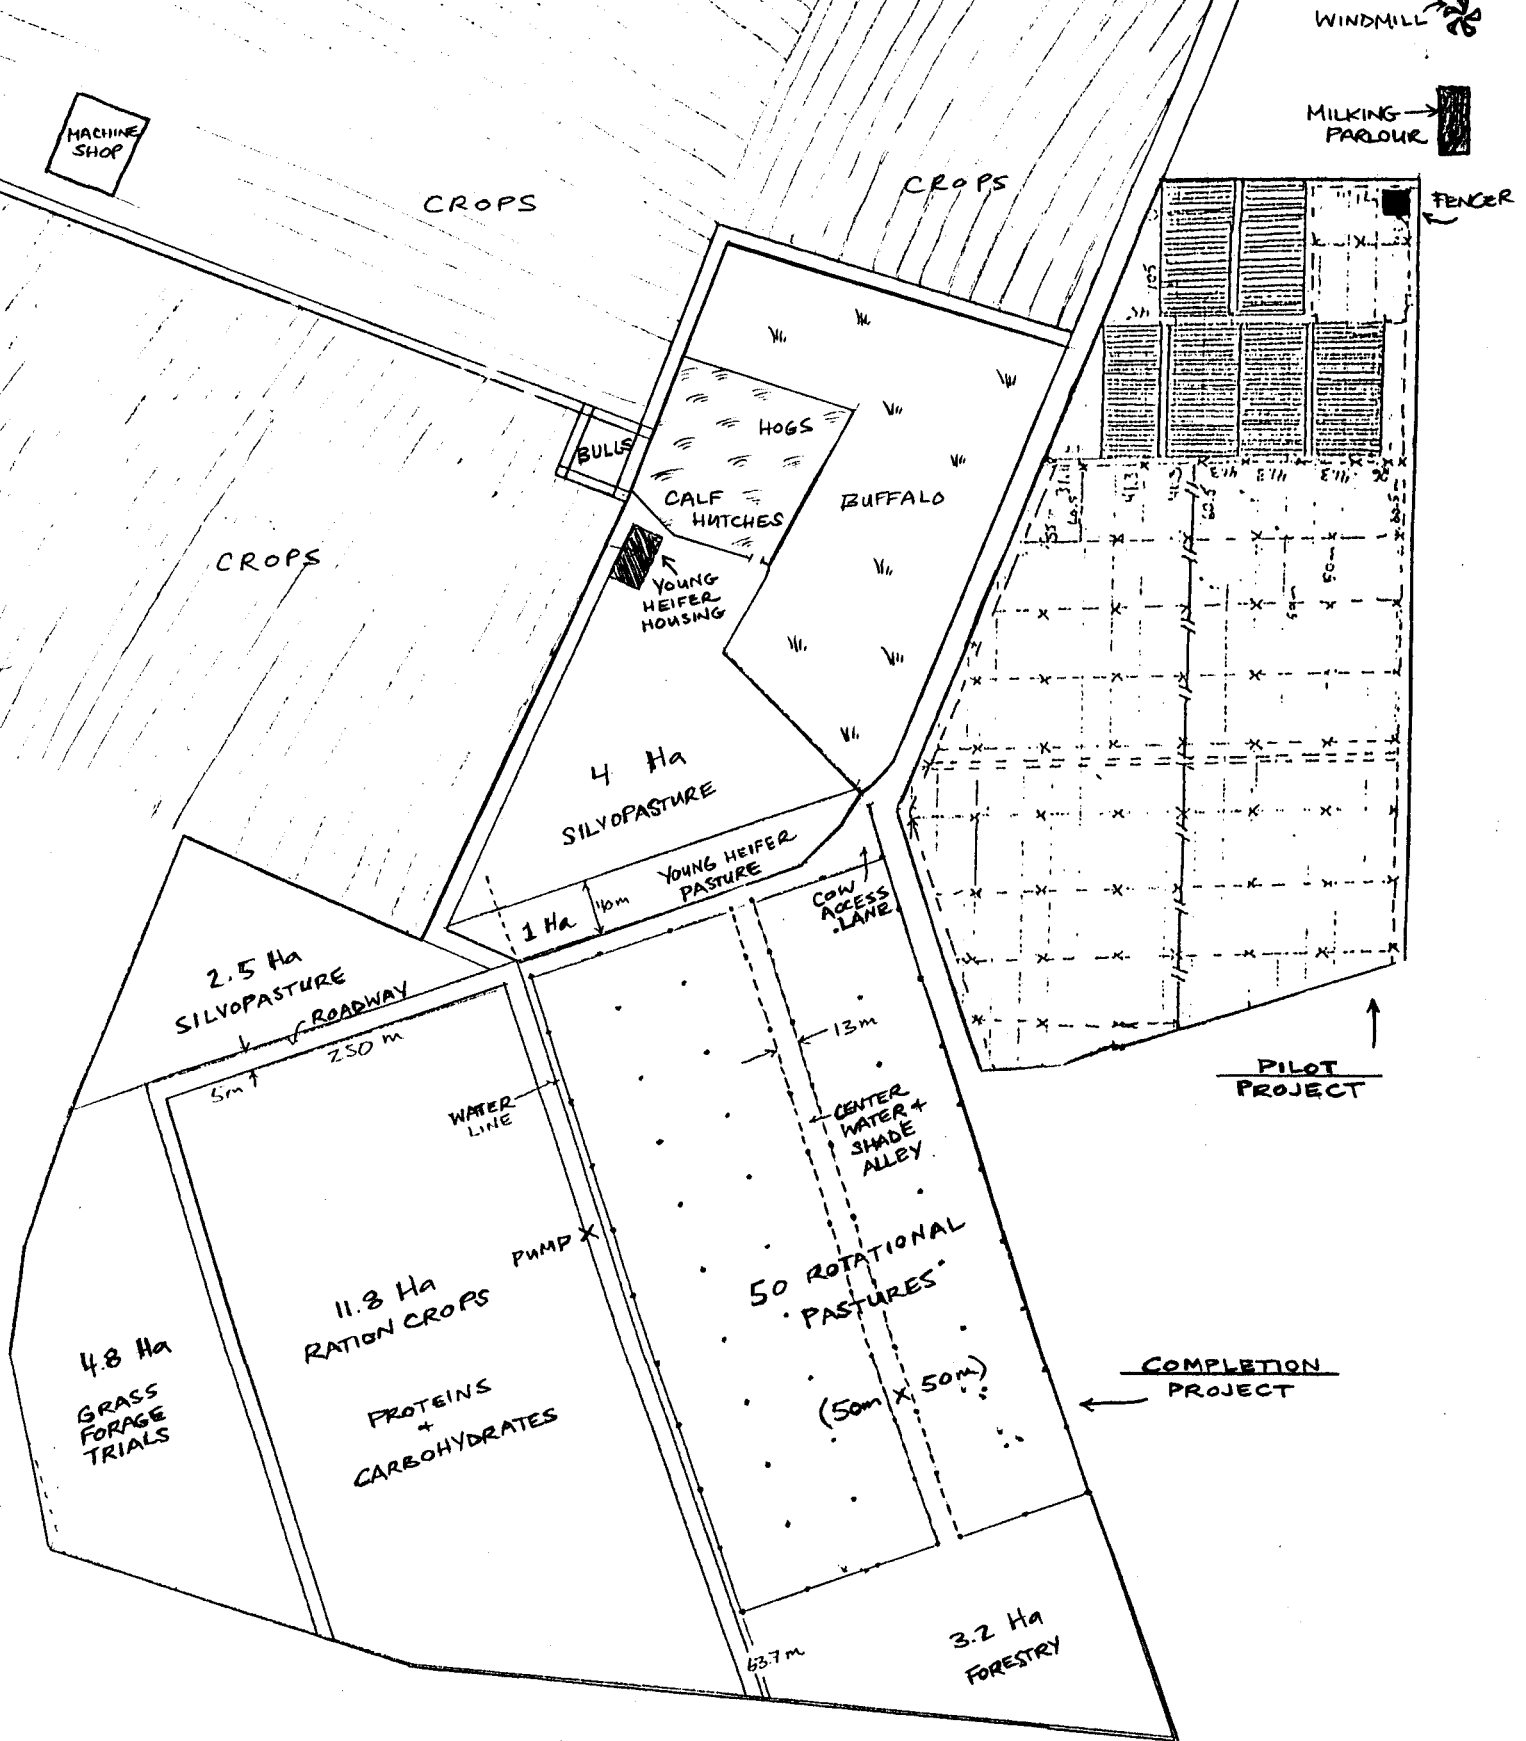 WINDMILL
MILKING
PARLOUR
FENCER
MACHINE
SHOP
CROPS
CROPS
HOGS
BULLS
CALF
HUTCHES
BUFFALO
CROPS
YOUNG
HEIFER
HOUSING
4 Ha
SILVOPASTURE
YOUNG HEIFER
PASTURE
1 Ha
40m
COW
ACCESS
LANE
2.5 Ha
SILVOPASTURE
ROADWAY
250 m
5m
13m
WATER
LINE
CENTER
WATER +
SHADE
ALLEY
PILOT
PROJECT
PUMP
50 ROTATIONAL
PASTURES
(50m X 50m)
11.8 Ha
RATION CROPS
PROTEINS
+
CARBOHYDRATES
4.8 Ha
GRASS
FORAGE
TRIALS
COMPLETION
PROJECT
63.7 m
3.2 Ha
FORESTRY